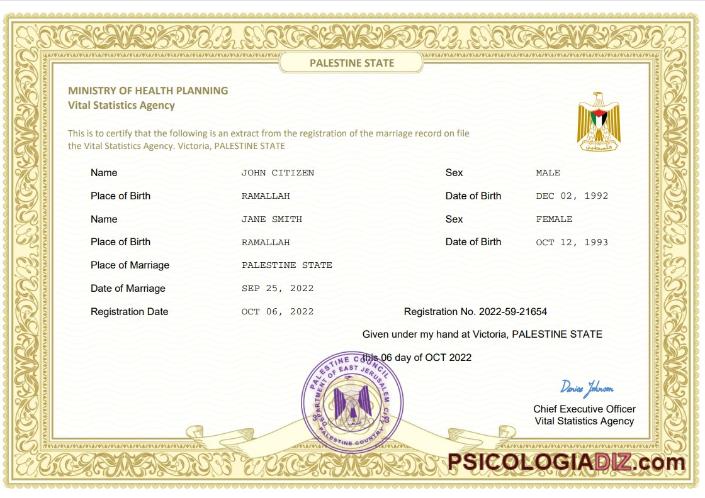 PALESTINE STATE
MINISTRY OF HEALTH PLANNING
Vital Statistics Agency
This is to certify that the following is an extract from the registration of the marriage record on file
the Vital Statistics Agency. Victoria, PALESTINE STATE
Name JOHN CITIZEN Sex MALE
Place of Birth RAMALLAH Date of Birth DEC 02, 1992
Name JANE SMITH Sex FEMALE
Place of Birth RAMALLAH Date of Birth OCT 12, 1993
Place of Marriage PALESTINE STATE
Date of Marriage SEP 25, 2022
Registration Date OCT 06, 2022 Registration No. 2022-59-21654
Given under my hand at Victoria, PALESTINE STATE
this 06 day of OCT 2022
PALESTINE COUNCIL
DEPARTMENT OF EAST JERUSALEM CITY
PALESTINE COUNTRY
Denise Johnson
Chief Executive Officer
Vital Statistics Agency
PSICOLOGIADIZ.com